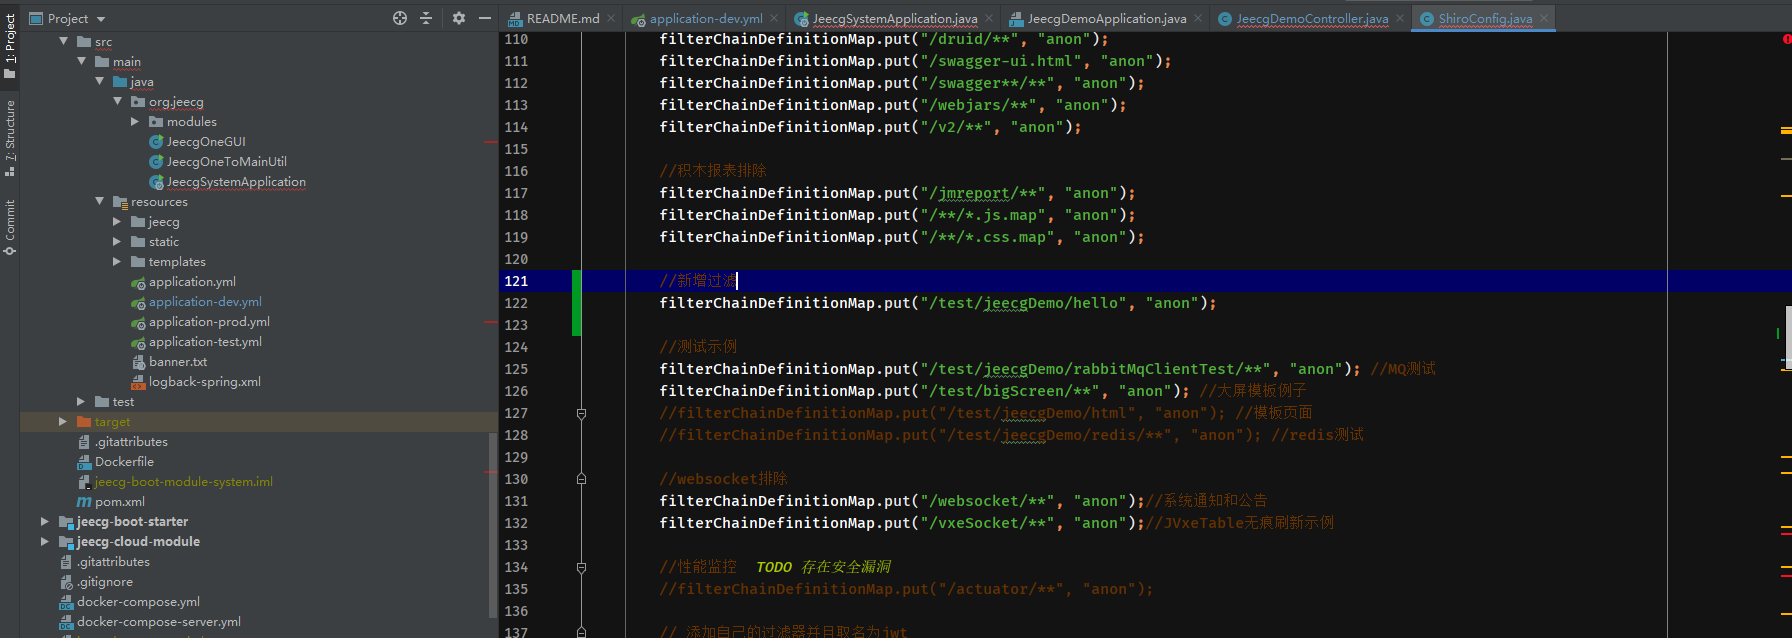 Project
README.md
application-dev.yml
JeecgSystemApplication.java
JeecgDemoApplication.java
JeecgDemoController.java
ShiroConfig.java
1: Project
7: Structure
Commit
src
main
java
org.jeecg
modules
JeecgOneGUI
JeecgOneToMainUtil
JeecgSystemApplication
resources
jeecg
static
templates
application.yml
application-dev.yml
application-prod.yml
application-test.yml
banner.txt
logback-spring.xml
test
target
.gitattributes
Dockerfile
jeecg-boot-module-system.iml
pom.xml
jeecg-boot-starter
jeecg-cloud-module
.gitattributes
.gitignore
docker-compose.yml
docker-compose-server.yml
110 filterChainDefinitionMap.put("/druid/**", "anon");
111 filterChainDefinitionMap.put("/swagger-ui.html", "anon");
112 filterChainDefinitionMap.put("/swagger**/**", "anon");
113 filterChainDefinitionMap.put("/webjars/**", "anon");
114 filterChainDefinitionMap.put("/v2/**", "anon");
115
116 //积木报表排除
117 filterChainDefinitionMap.put("/jmreport/**", "anon");
118 filterChainDefinitionMap.put("/**/*.js.map", "anon");
119 filterChainDefinitionMap.put("/**/*.css.map", "anon");
120
121 //新增过滤
122 filterChainDefinitionMap.put("/test/jeecgDemo/hello", "anon");
123
124 //测试示例
125 filterChainDefinitionMap.put("/test/jeecgDemo/rabbitMqClientTest/**", "anon"); //MQ测试
126 filterChainDefinitionMap.put("/test/bigScreen/**", "anon"); //大屏模板例子
127 //filterChainDefinitionMap.put("/test/jeecgDemo/html", "anon"); //模板页面
128 //filterChainDefinitionMap.put("/test/jeecgDemo/redis/**", "anon"); //redis测试
129
130 //websocket排除
131 filterChainDefinitionMap.put("/websocket/**", "anon");//系统通知和公告
132 filterChainDefinitionMap.put("/vxeSocket/**", "anon");//JVxeTable无痕刷新示例
133
134 //性能监控 TODO 存在安全漏洞
135 //filterChainDefinitionMap.put("/actuator/**", "anon");
136
137 // 添加自己的过滤器并且取名为jwt